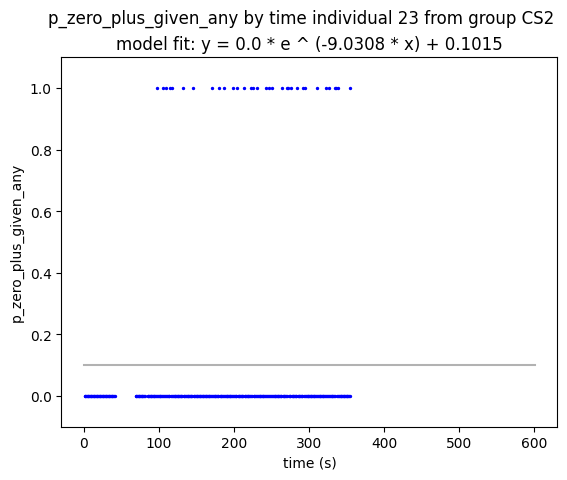 p_zero_plus_given_any by time individual 23 from group CS2
model fit: y = 0.0 * e ^ (-9.0308 * x) + 0.1015
1.0
0.8
0.6
0.4
0.2
0.0
p_zero_plus_given_any
0 100 200 300 400 500 600
time (s)